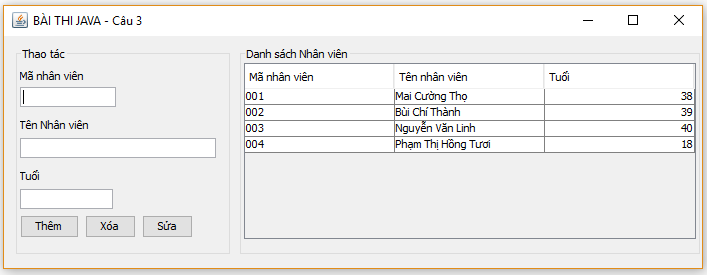 BÀI THI JAVA - Câu 3
Thao tác
Mã nhân viên
Tên Nhân viên
Tuổi
Thêm Xóa Sửa
Danh sách Nhân viên
Mã nhân viên Tên nhân viên Tuổi
001 Mai Cường Thọ 38
002 Bùi Chí Thành 39
003 Nguyễn Văn Linh 40
004 Phạm Thị Hồng Tươi 18